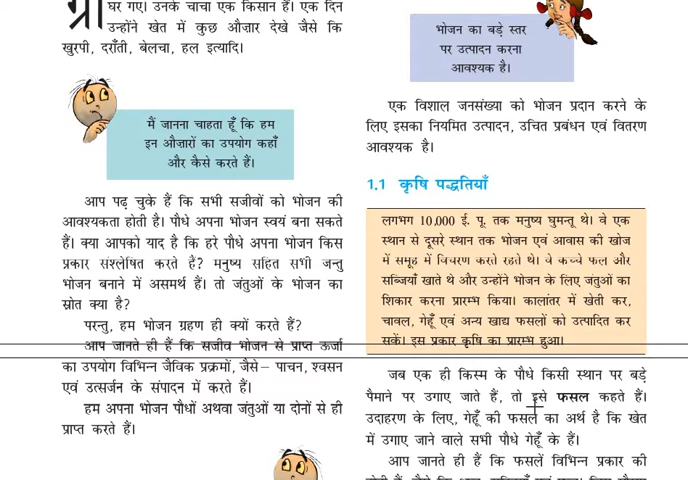 ग्री घर गए। उनके चाचा एक किसान हैं। एक दिन
उन्होंने खेत में कुछ औज़ार देखे जैसे कि
खुरपी, दराँती, बेलचा, हल इत्यादि।
मैं जानना चाहता हूँ कि हम
इन औज़ारों का उपयोग कहाँ
और कैसे करते हैं।
आप पढ़ चुके हैं कि सभी सजीवों को भोजन की
आवश्यकता होती है। पौधे अपना भोजन स्वयं बना सकते
हैं। क्या आपको याद है कि हरे पौधे अपना भोजन किस
प्रकार संश्लेषित करते हैं? मनुष्य सहित सभी जन्तु
भोजन बनाने में असमर्थ हैं। तो जंतुओं के भोजन का
स्रोत क्या है?
परन्तु, हम भोजन ग्रहण ही क्यों करते हैं?
आप जानते ही हैं कि सजीव भोजन से प्राप्त ऊर्जा
का उपयोग विभिन्न जैविक प्रक्रमों, जैसे– पाचन, श्वसन
एवं उत्सर्जन के संपादन में करते हैं।
हम अपना भोजन पौधों अथवा जंतुओं या दोनों से ही
प्राप्त करते हैं।
भोजन का बड़े स्तर
पर उत्पादन करना
आवश्यक है।
एक विशाल जनसंख्या को भोजन प्रदान करने के
लिए इसका नियमित उत्पादन, उचित प्रबंधन एवं वितरण
आवश्यक है।
1.1 कृषि पद्धतियाँ
लगभग 10,000 ई. पू. तक मनुष्य घुमन्तू थे। वे एक
स्थान से दूसरे स्थान तक भोजन एवं आवास की खोज
में समूह में विचरण करते रहते थे। वे कच्चे फल और
सब्जियाँ खाते थे और उन्होंने भोजन के लिए जंतुओं का
शिकार करना प्रारम्भ किया। कालांतर में खेती कर,
चावल, गेहूँ एवं अन्य खाद्य फसलों को उत्पादित कर
सकें। इस प्रकार कृषि का प्रारम्भ हुआ।
जब एक ही किस्म के पौधे किसी स्थान पर बड़े
पैमाने पर उगाए जाते हैं, तो इसे फसल कहते हैं।
उदाहरण के लिए, गेहूँ की फसल का अर्थ है कि खेत
में उगाए जाने वाले सभी पौधे गेहूँ के हैं।
आप जानते ही हैं कि फसलें विभिन्न प्रकार की